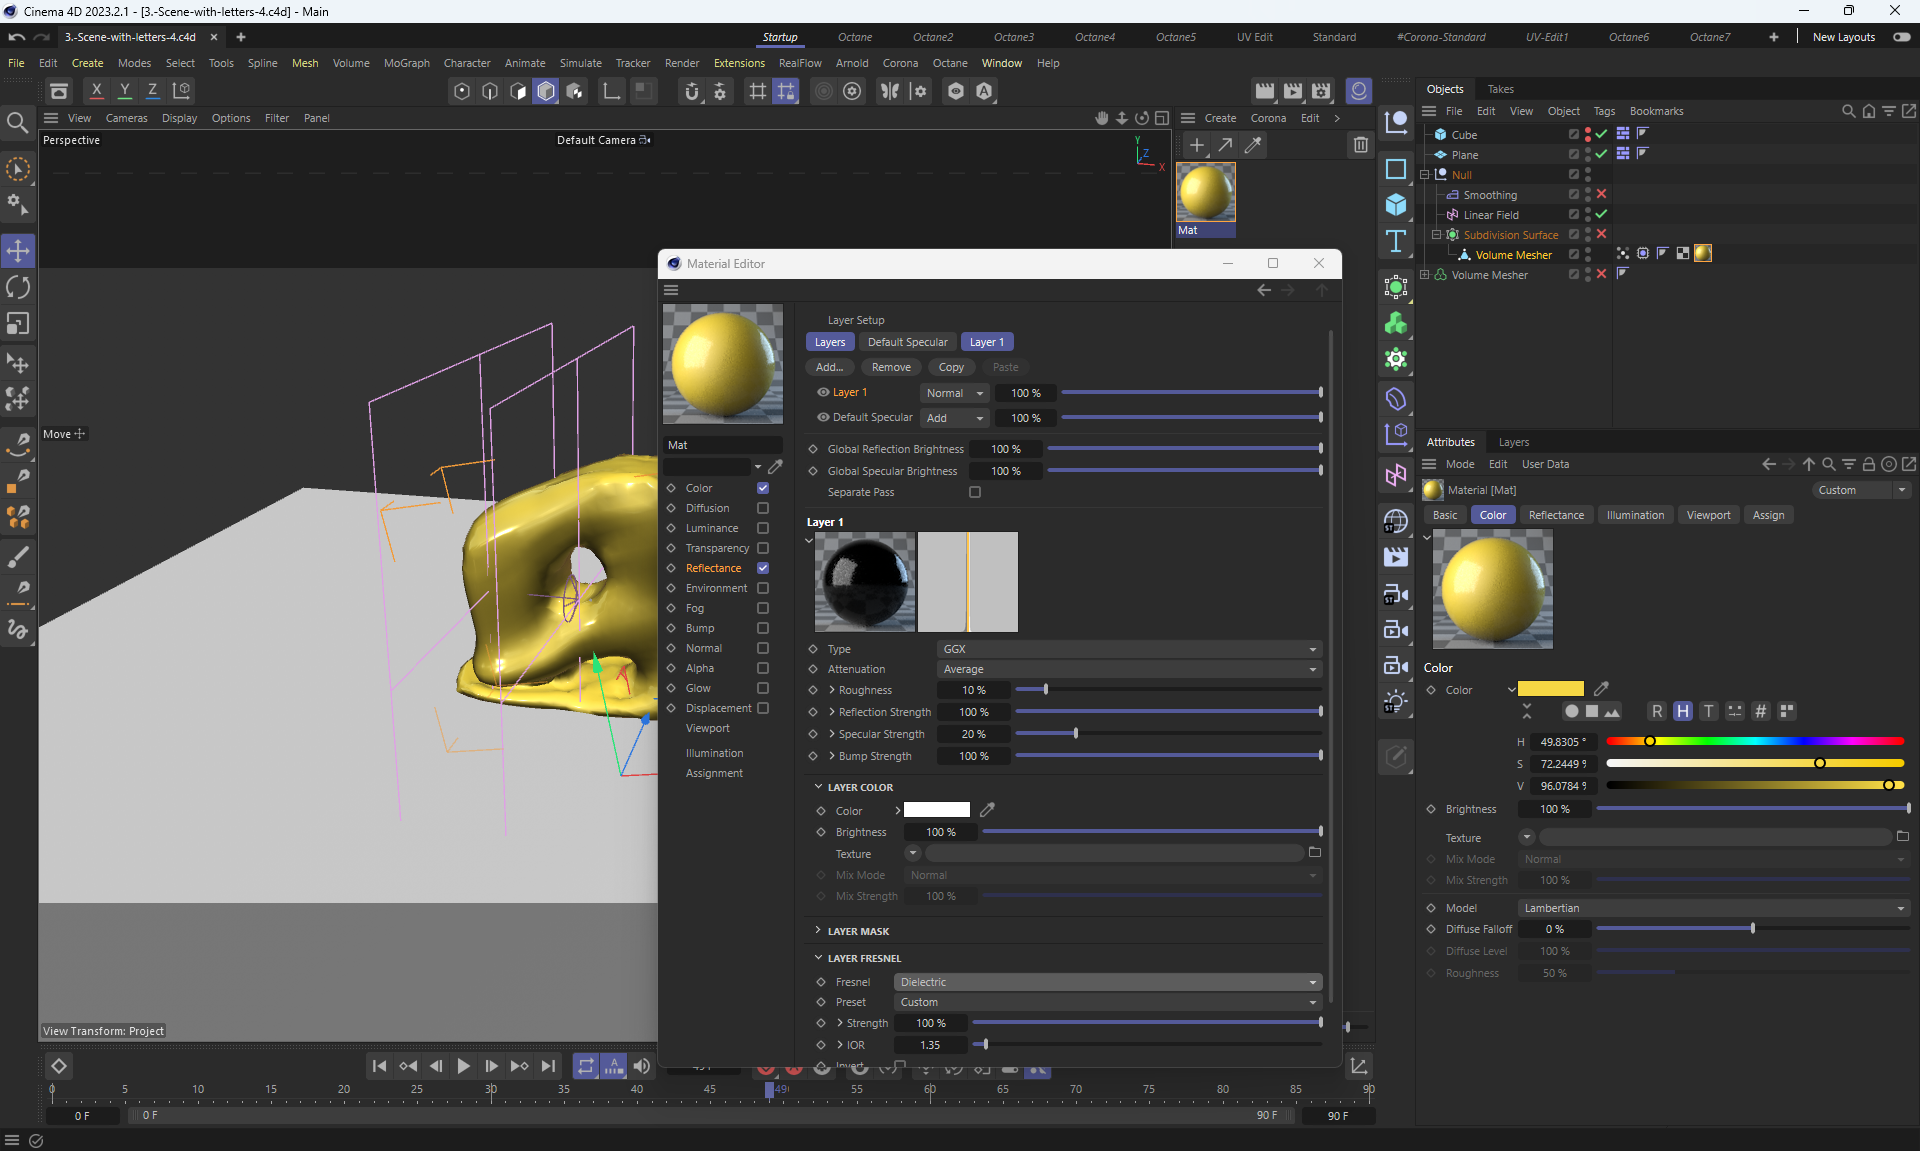 Cinema 4D 2023.2.1 - [3.-Scene-with-letters-4.c4d] - Main
3.-Scene-with-letters-4.c4d
Startup Octane Octane2 Octane3 Octane4 Octane5 UV Edit Standard #Corona-Standard UV-Edit1 Octane6 Octane7 New Layouts
File Edit Create Modes Select Tools Spline Mesh Volume MoGraph Character Animate Simulate Tracker Render Extensions RealFlow Arnold Corona Octane Window Help
X Y Z
View Cameras Display Options Filter Panel
Perspective
Default Camera
Y
Z
X
Move
View Transform: Project
Create Corona Edit
Mat
Material Editor
Mat
Color
Diffusion
Luminance
Transparency
Reflectance
Environment
Fog
Bump
Normal
Alpha
Glow
Displacement
Viewport
Illumination
Assignment
Layer Setup
Layers Default Specular Layer 1
Add... Remove Copy Paste
Layer 1 Normal 100 %
Default Specular Add 100 %
Global Reflection Brightness 100 %
Global Specular Brightness 100 %
Separate Pass
Layer 1
Type GGX
Attenuation Average
Roughness 10 %
Reflection Strength 100 %
Specular Strength 20 %
Bump Strength 100 %
LAYER COLOR
Color
Brightness 100 %
Texture
Mix Mode Normal
Mix Strength 100 %
LAYER MASK
LAYER FRESNEL
Fresnel Dielectric
Preset Custom
Strength 100 %
IOR 1.35
Invert
Objects Takes
File Edit View Object Tags Bookmarks
Cube
Plane
Null
Smoothing
Linear Field
Subdivision Surface
Volume Mesher
Volume Mesher
Attributes Layers
Mode Edit User Data
Material [Mat] Custom
Basic Color Reflectance Illumination Viewport Assign
Color
Color
R H T #
H 49.8305 °
S 72.2449 %
V 96.0784 %
Brightness 100 %
Texture
Mix Mode Normal
Mix Strength 100 %
Model Lambertian
Diffuse Falloff 0 %
Diffuse Level 100 %
Roughness 50 %
0 5 10 15 20 25 30 35 40 45 49 55 60 65 70 75 80 85 90
0 F 0 F 90 F 90 F